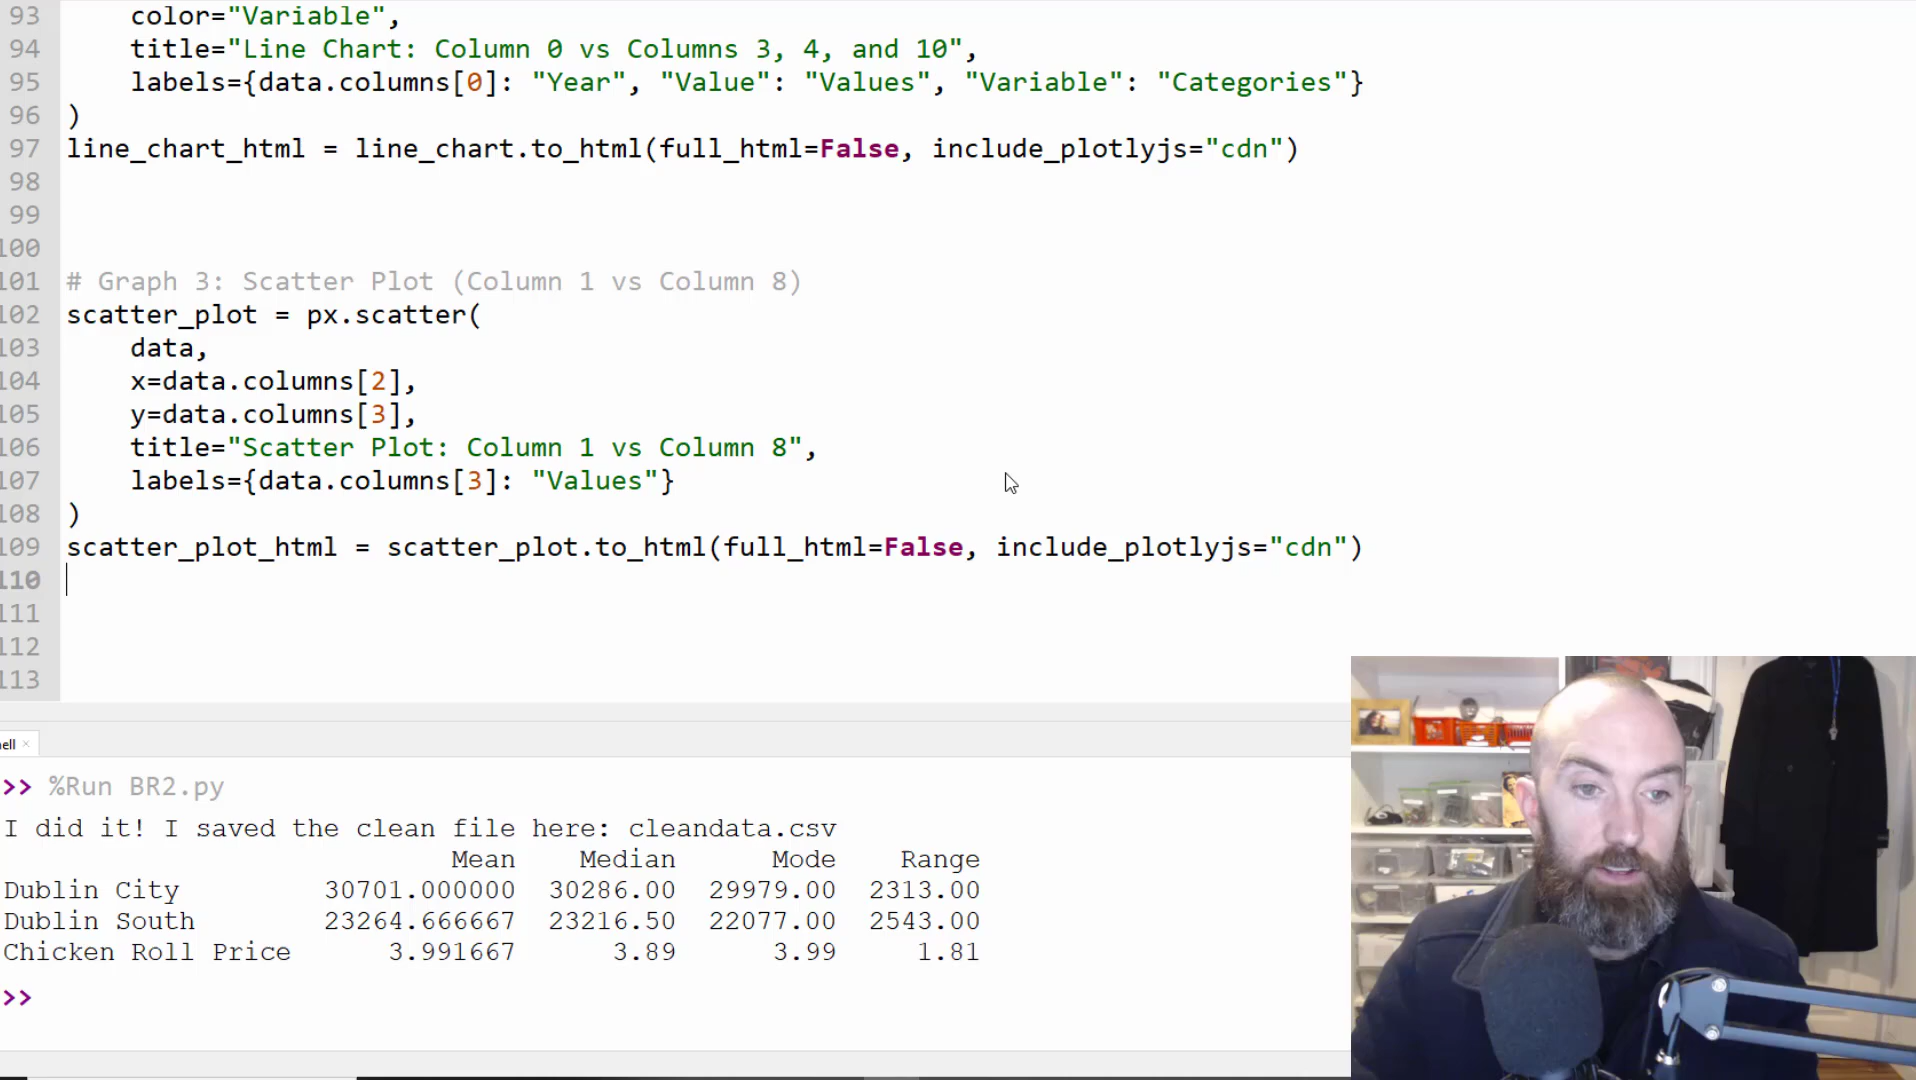 93 color="Variable",
94 title="Line Chart: Column 0 vs Columns 3, 4, and 10",
95 labels={data.columns[0]: "Year", "Value": "Values", "Variable": "Categories"}
96 )
97 line_chart_html = line_chart.to_html(full_html=False, include_plotlyjs="cdn")
98
99
100
101 # Graph 3: Scatter Plot (Column 1 vs Column 8)
102 scatter_plot = px.scatter(
103 data,
104 x=data.columns[2],
105 y=data.columns[3],
106 title="Scatter Plot: Column 1 vs Column 8",
107 labels={data.columns[3]: "Values"}
108 )
109 scatter_plot_html = scatter_plot.to_html(full_html=False, include_plotlyjs="cdn")
110
111
112
113
ell ×
>> %Run BR2.py
I did it! I saved the clean file here: cleandata.csv
Mean Median Mode Range
Dublin City 30701.000000 30286.00 29979.00 2313.00
Dublin South 23264.666667 23216.50 22077.00 2543.00
Chicken Roll Price 3.991667 3.89 3.99 1.81
>>